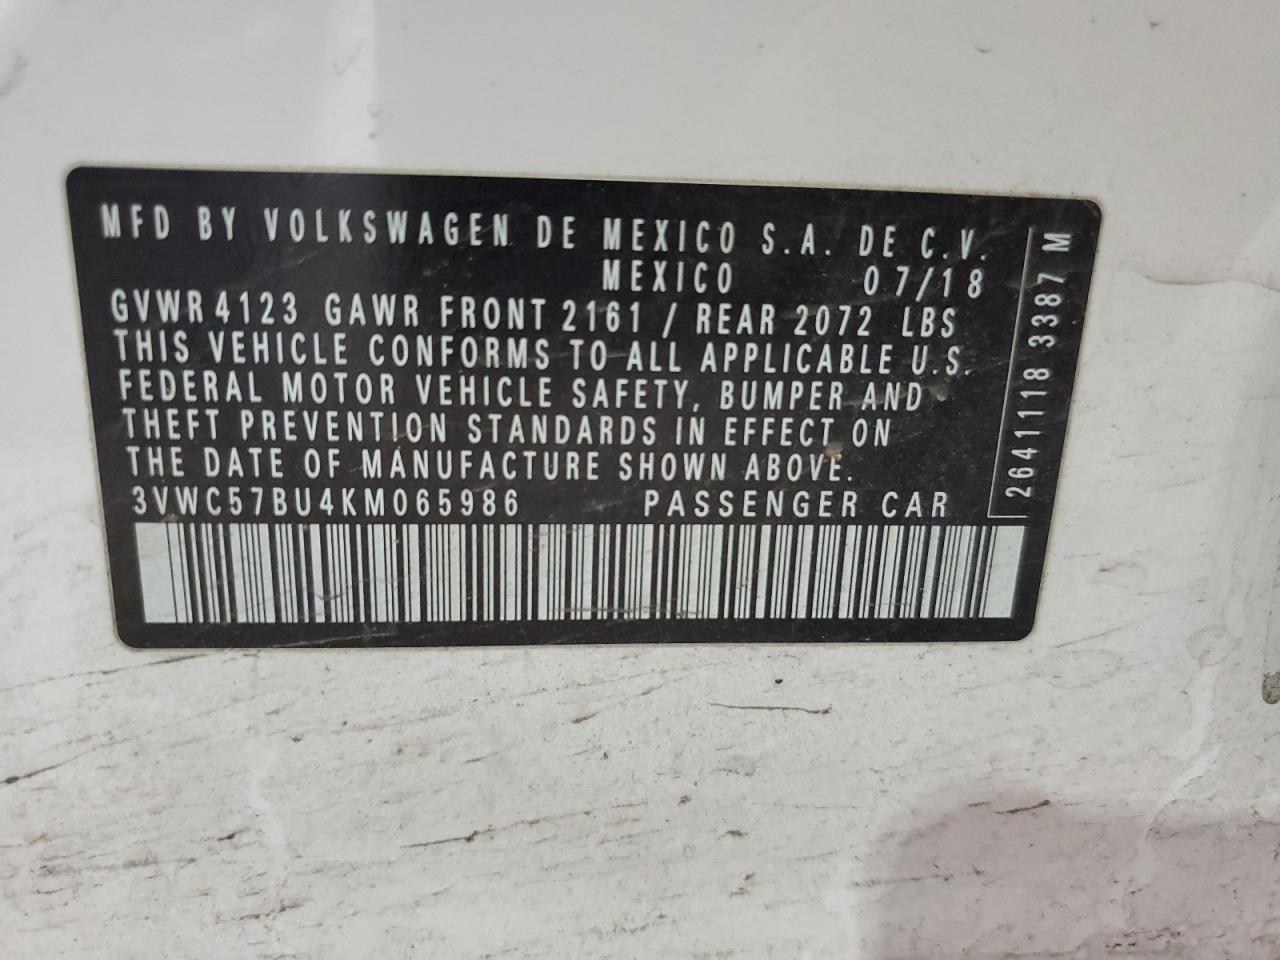 MFD BY VOLKSWAGEN DE MEXICO S.A. DE C.V.
MEXICO 07/18
GVWR 4123 GAWR FRONT 2161 / REAR 2072 LBS
THIS VEHICLE CONFORMS TO ALL APPLICABLE U.S.
FEDERAL MOTOR VEHICLE SAFETY, BUMPER AND
THEFT PREVENTION STANDARDS IN EFFECT ON
THE DATE OF MANUFACTURE SHOWN ABOVE.
3VWC57BU4KM065986 PASSENGER CAR
2641118 3387 M